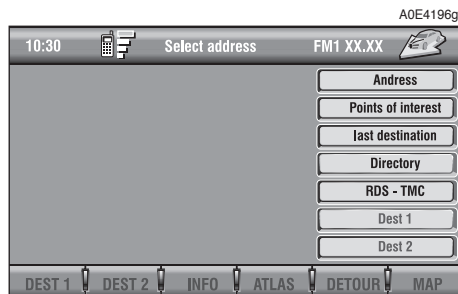 A0E4196g
10:30 Select address FM1 XX.XX
Andress
Points of interest
last destination
Directory
RDS - TMC
Dest 1
Dest 2
DEST 1 DEST 2 INFO ATLAS DETOUR MAP